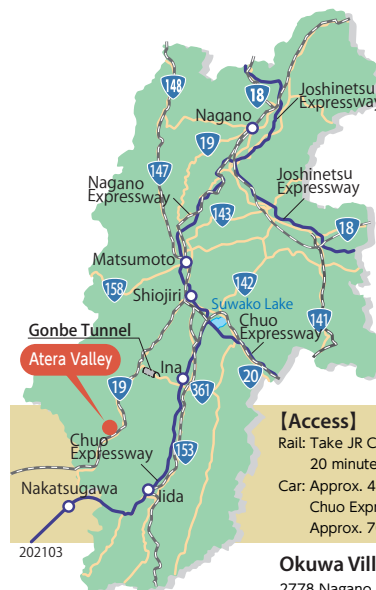 148
18
Joshinetsu
Expressway
Nagano
19
147
Nagano
Expressway
Joshinetsu
Expressway
143
18
Matsumoto
142
158
Shiojiri
Suwako Lake
141
Chuo
Expressway
Gonbe Tunnel
Atera Valley
Ina
20
19
361
Chuo
Expressway
153
【Access】
Rail: Take JR C
20 minute
Car: Approx. 4
Chuo Expr
Approx. 7
Nakatsugawa
Iida
202103
Okuwa Vill
2778 Nagano